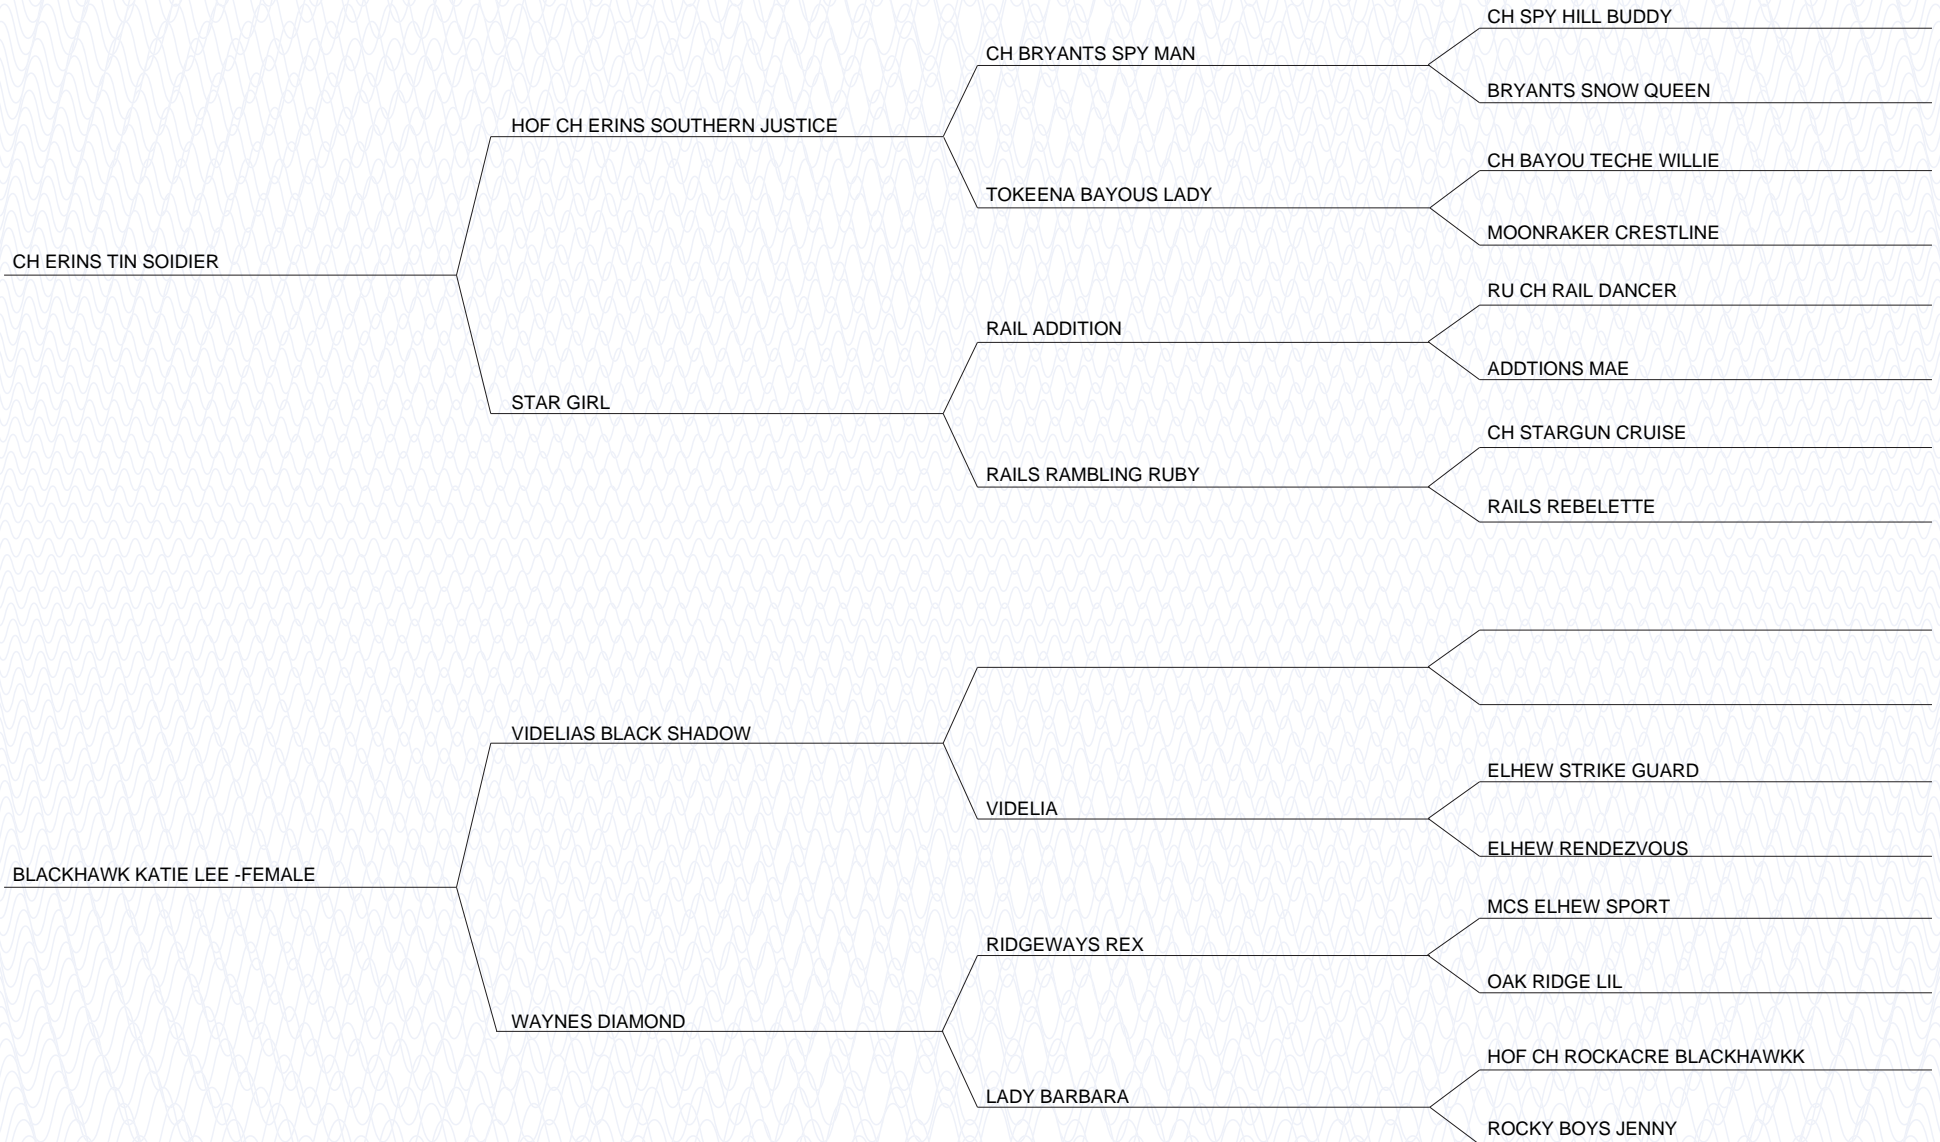 CH SPY HILL BUDDY
CH BRYANTS SPY MAN
BRYANTS SNOW QUEEN
HOF CH ERINS SOUTHERN JUSTICE
CH BAYOU TECHE WILLIE
TOKEENA BAYOUS LADY
MOONRAKER CRESTLINE
CH ERINS TIN SOIDIER
RU CH RAIL DANCER
RAIL ADDITION
ADDTIONS MAE
STAR GIRL
CH STARGUN CRUISE
RAILS RAMBLING RUBY
RAILS REBELETTE
VIDELIAS BLACK SHADOW
ELHEW STRIKE GUARD
VIDELIA
ELHEW RENDEZVOUS
BLACKHAWK KATIE LEE -FEMALE
MCS ELHEW SPORT
RIDGEWAYS REX
OAK RIDGE LIL
WAYNES DIAMOND
HOF CH ROCKACRE BLACKHAWKK
LADY BARBARA
ROCKY BOYS JENNY